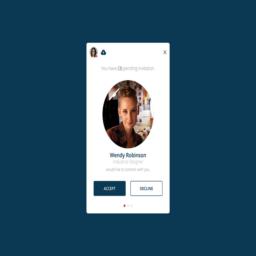 X
You have (3) pending invitation
Wendy Robinson
Industrial designer
would like to connect with you.
ACCEPT
DECLINE